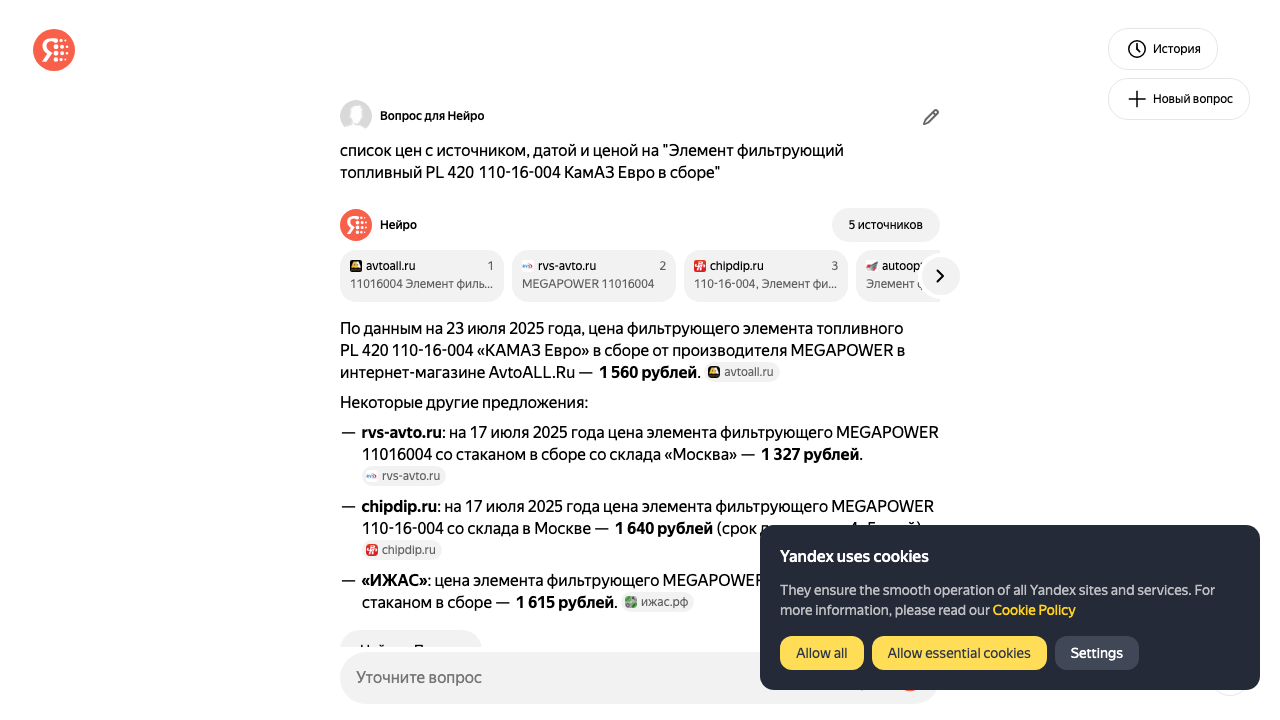 История
Новый вопрос
Вопрос для Нейро
список цен с источником, датой и ценой на "Элемент фильтрующий
топливный PL 420 110-16-004 КамАЗ Евро в сборе"
Нейро
5 источников
avtoall.ru 1
11016004 Элемент филь...
rvs-avto.ru 2
MEGAPOWER 11016004
chipdip.ru 3
110-16-004, Элемент фи...
autoopt
Элемент ф
По данным на 23 июля 2025 года, цена фильтрующего элемента топливного
PL 420 110-16-004 «КАМАЗ Евро» в сборе от производителя MEGAPOWER в
интернет-магазине AvtoALL.Ru — 1 560 рублей. avtoall.ru
Некоторые другие предложения:
— rvs-avto.ru: на 17 июля 2025 года цена элемента фильтрующего MEGAPOWER
11016004 со стаканом в сборе со склада «Москва» — 1 327 рублей.
rvs-avto.ru
— chipdip.ru: на 17 июля 2025 года цена элемента фильтрующего MEGAPOWER
110-16-004 со склада в Москве — 1 640 рублей (срок
chipdip.ru
— «ИЖАС»: цена элемента фильтрующего MEGAPOWER
стаканом в сборе — 1 615 рублей. ижас.рф
Уточните вопрос
Yandex uses cookies
They ensure the smooth operation of all Yandex sites and services. For
more information, please read our Cookie Policy
Allow all
Allow essential cookies
Settings